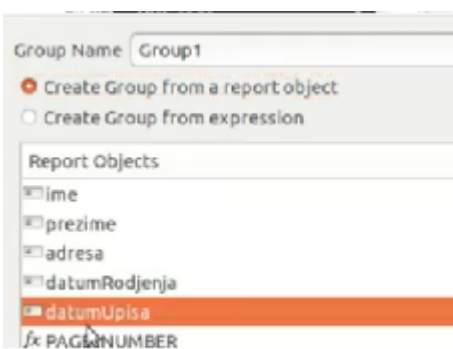 Group Name Group1
Create Group from a report object
Create Group from expression
Report Objects
ime
prezime
adresa
datumRodjenja
datumUpisa
fx PAGE_NUMBER